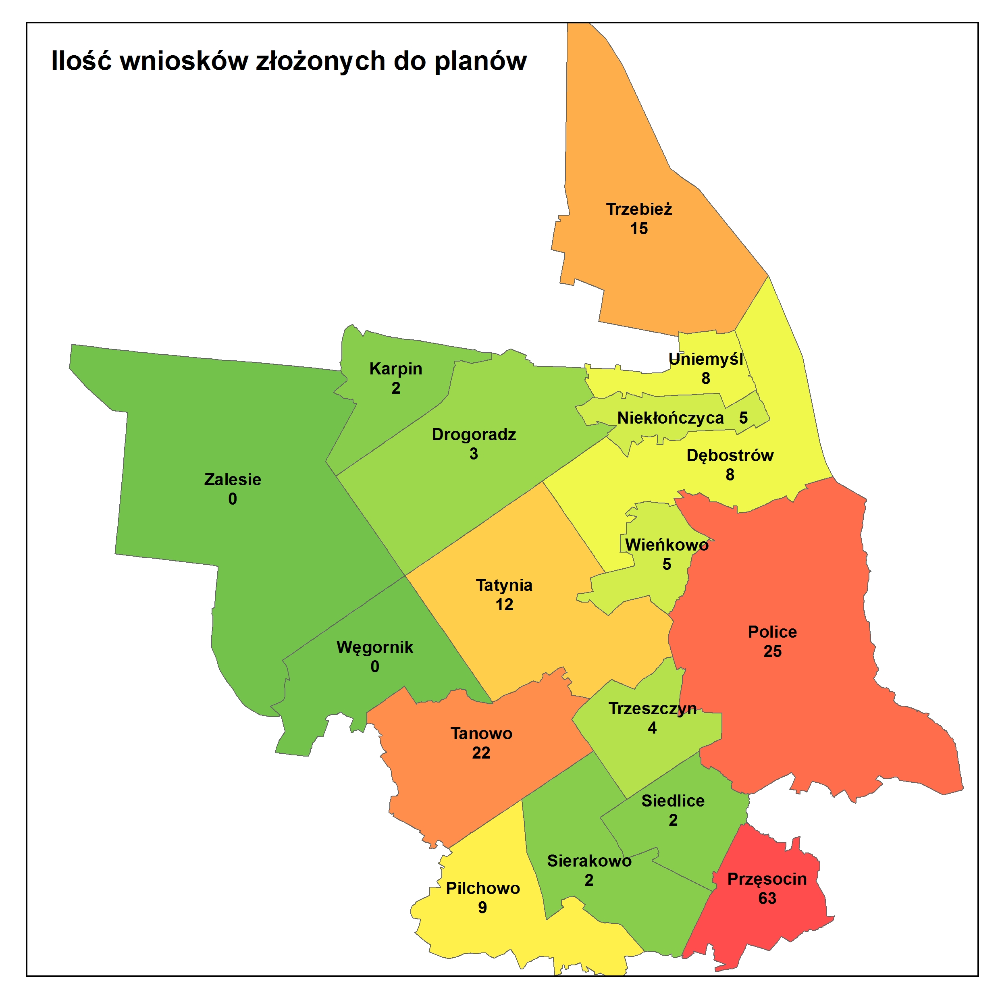 Ilość wniosków złożonych do planów
Trzebież
15
Uniemyśl
8
Karpin
2
Niekłończyca 5
Drogoradz
3
Dębostrów
8
Zalesie
0
Wieńkowo
5
Tatynia
12
Police
25
Węgornik
0
Trzeszczyn
4
Tanowo
22
Siedlice
2
Sierakowo
2
Przęsocin
63
Pilchowo
9